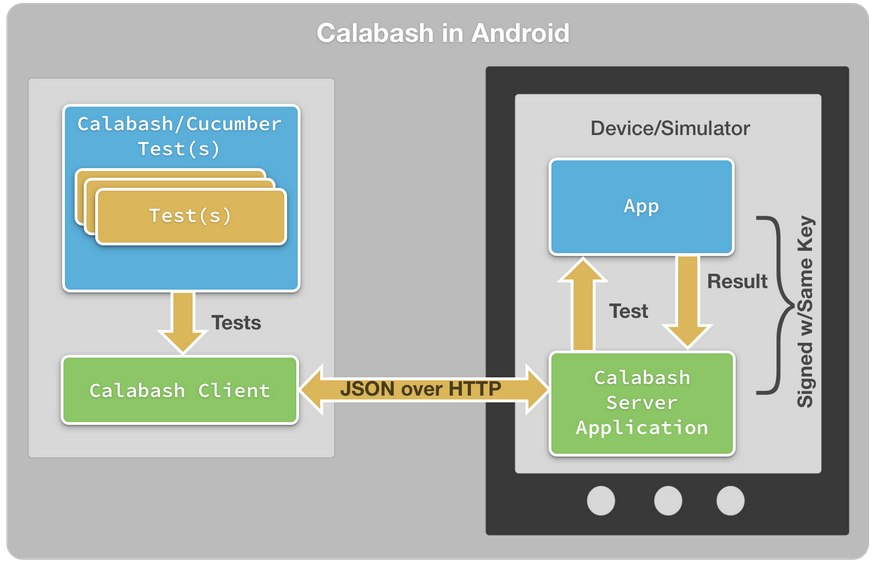 Calabash in Android
Calabash/Cucumber
Test(s)
Test(s)
Tests
Calabash Client
JSON over HTTP
Device/Simulator
App
Test
Result
Calabash
Server
Application
Signed w/Same Key